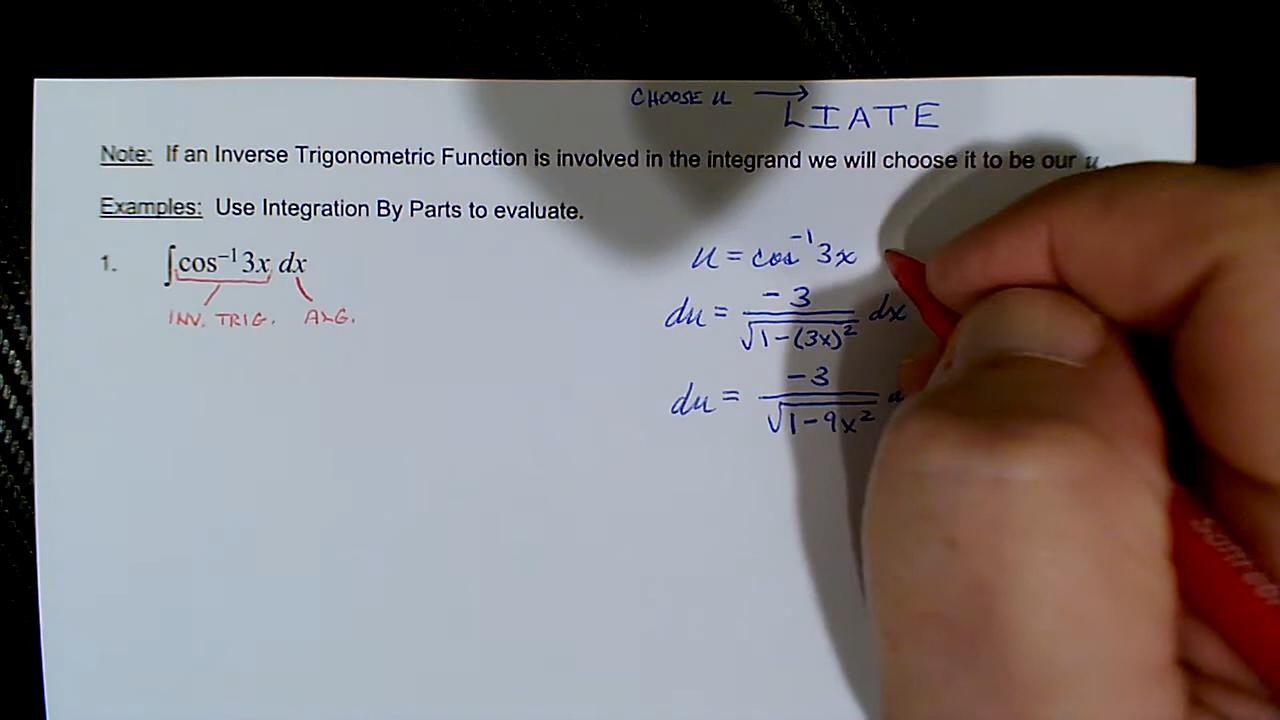 CHOOSE u → LIATE
Note: If an Inverse Trigonometric Function is involved in the integrand we will choose it to be our u
Examples: Use Integration By Parts to evaluate.
1. ∫cos⁻¹3x dx
INV. TRIG. ALG.
u = cos⁻¹3x
du = -3/√(1-(3x)²) dx
du = -3/√(1-9x²)